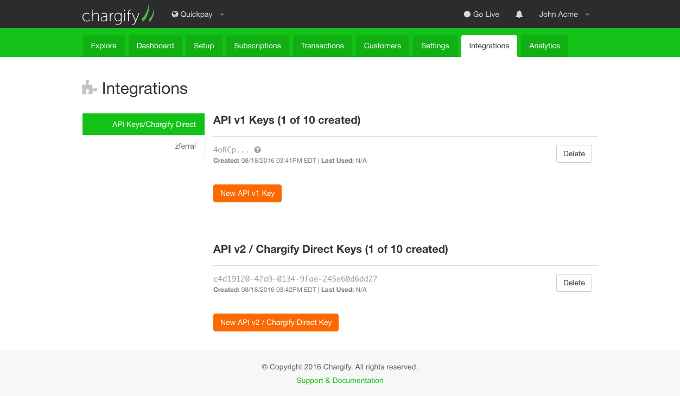 chargify
Quickpay
Go Live
John Acme
Explore
Dashboard
Setup
Subscriptions
Transactions
Customers
Settings
Integrations
Analytics
Integrations
API Keys/Chargify Direct
zferral
API v1 Keys (1 of 10 created)
4oRCp... ?
Created: 08/18/2016 03:41PM EDT | Last Used: N/A
Delete
New API v1 Key
API v2 / Chargify Direct Keys (1 of 10 created)
c4d19120-47a9-0134-9fae-245e60d6dd27
Created: 08/18/2016 03:42PM EDT | Last Used: N/A
Delete
New API v2 / Chargify Direct Key
© Copyright 2016 Chargify. All rights reserved.
Support & Documentation